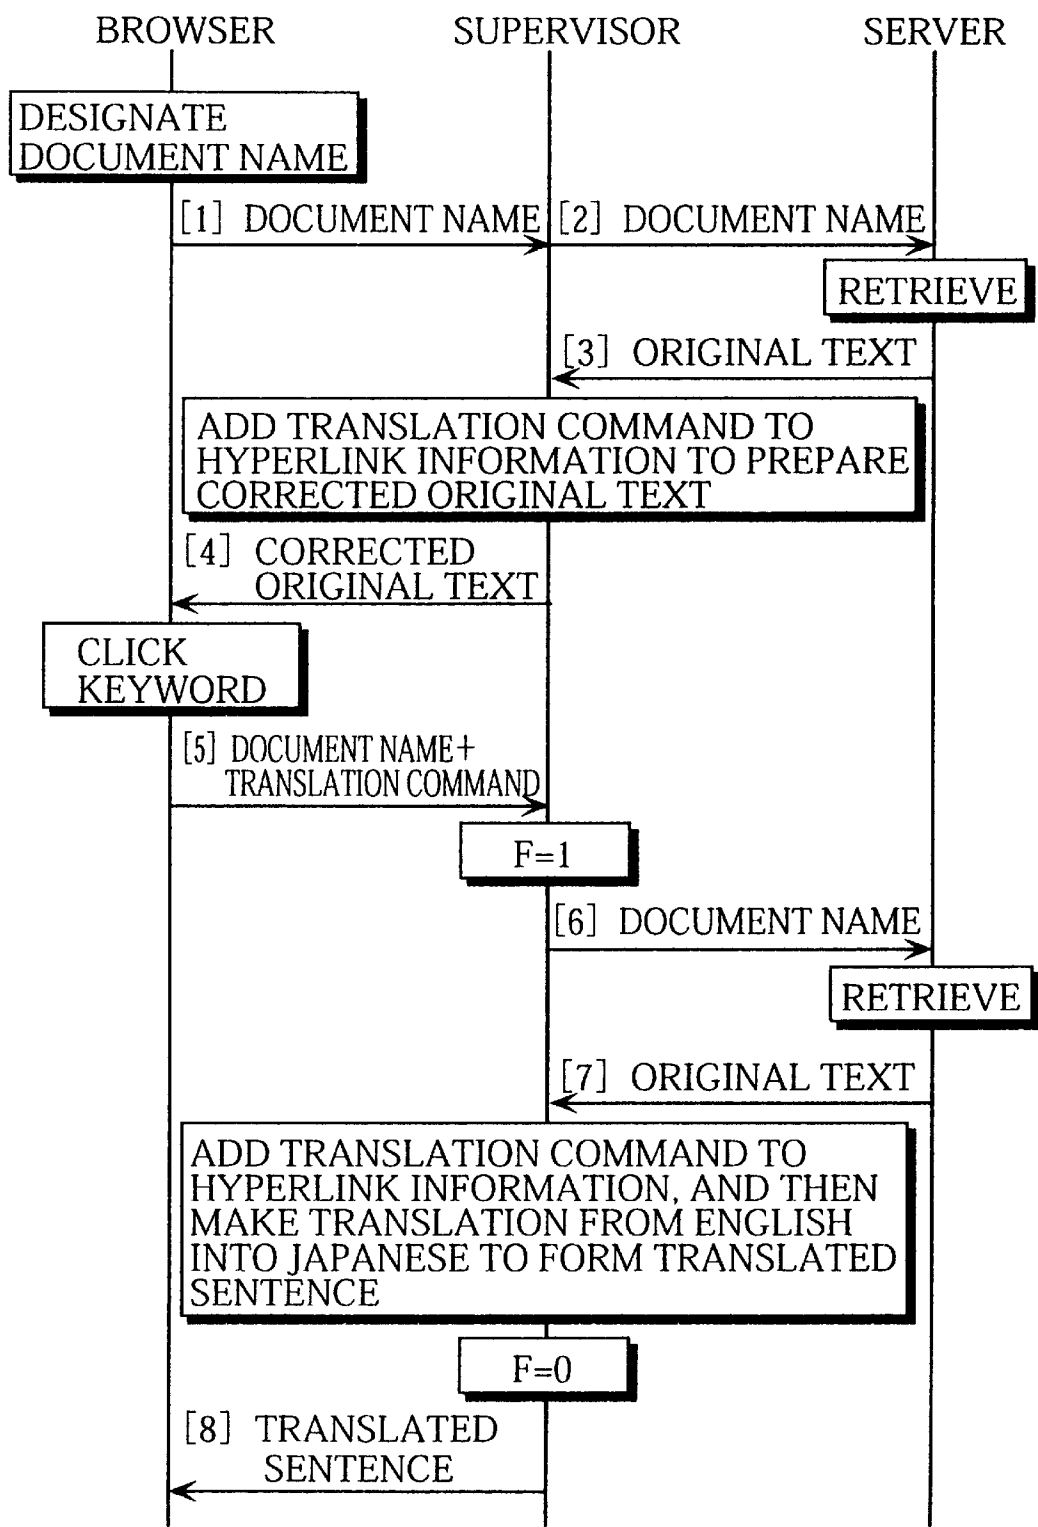 BROWSER SUPERVISOR SERVER
DESIGNATE
DOCUMENT NAME
[1] DOCUMENT NAME [2] DOCUMENT NAME
RETRIEVE
[3] ORIGINAL TEXT
ADD TRANSLATION COMMAND TO
HYPERLINK INFORMATION TO PREPARE
CORRECTED ORIGINAL TEXT
[4] CORRECTED
ORIGINAL TEXT
CLICK
KEYWORD
[5] DOCUMENT NAME+
TRANSLATION COMMAND
F=1
[6] DOCUMENT NAME
RETRIEVE
[7] ORIGINAL TEXT
ADD TRANSLATION COMMAND TO
HYPERLINK INFORMATION, AND THEN
MAKE TRANSLATION FROM ENGLISH
INTO JAPANESE TO FORM TRANSLATED
SENTENCE
F=0
[8] TRANSLATED
SENTENCE